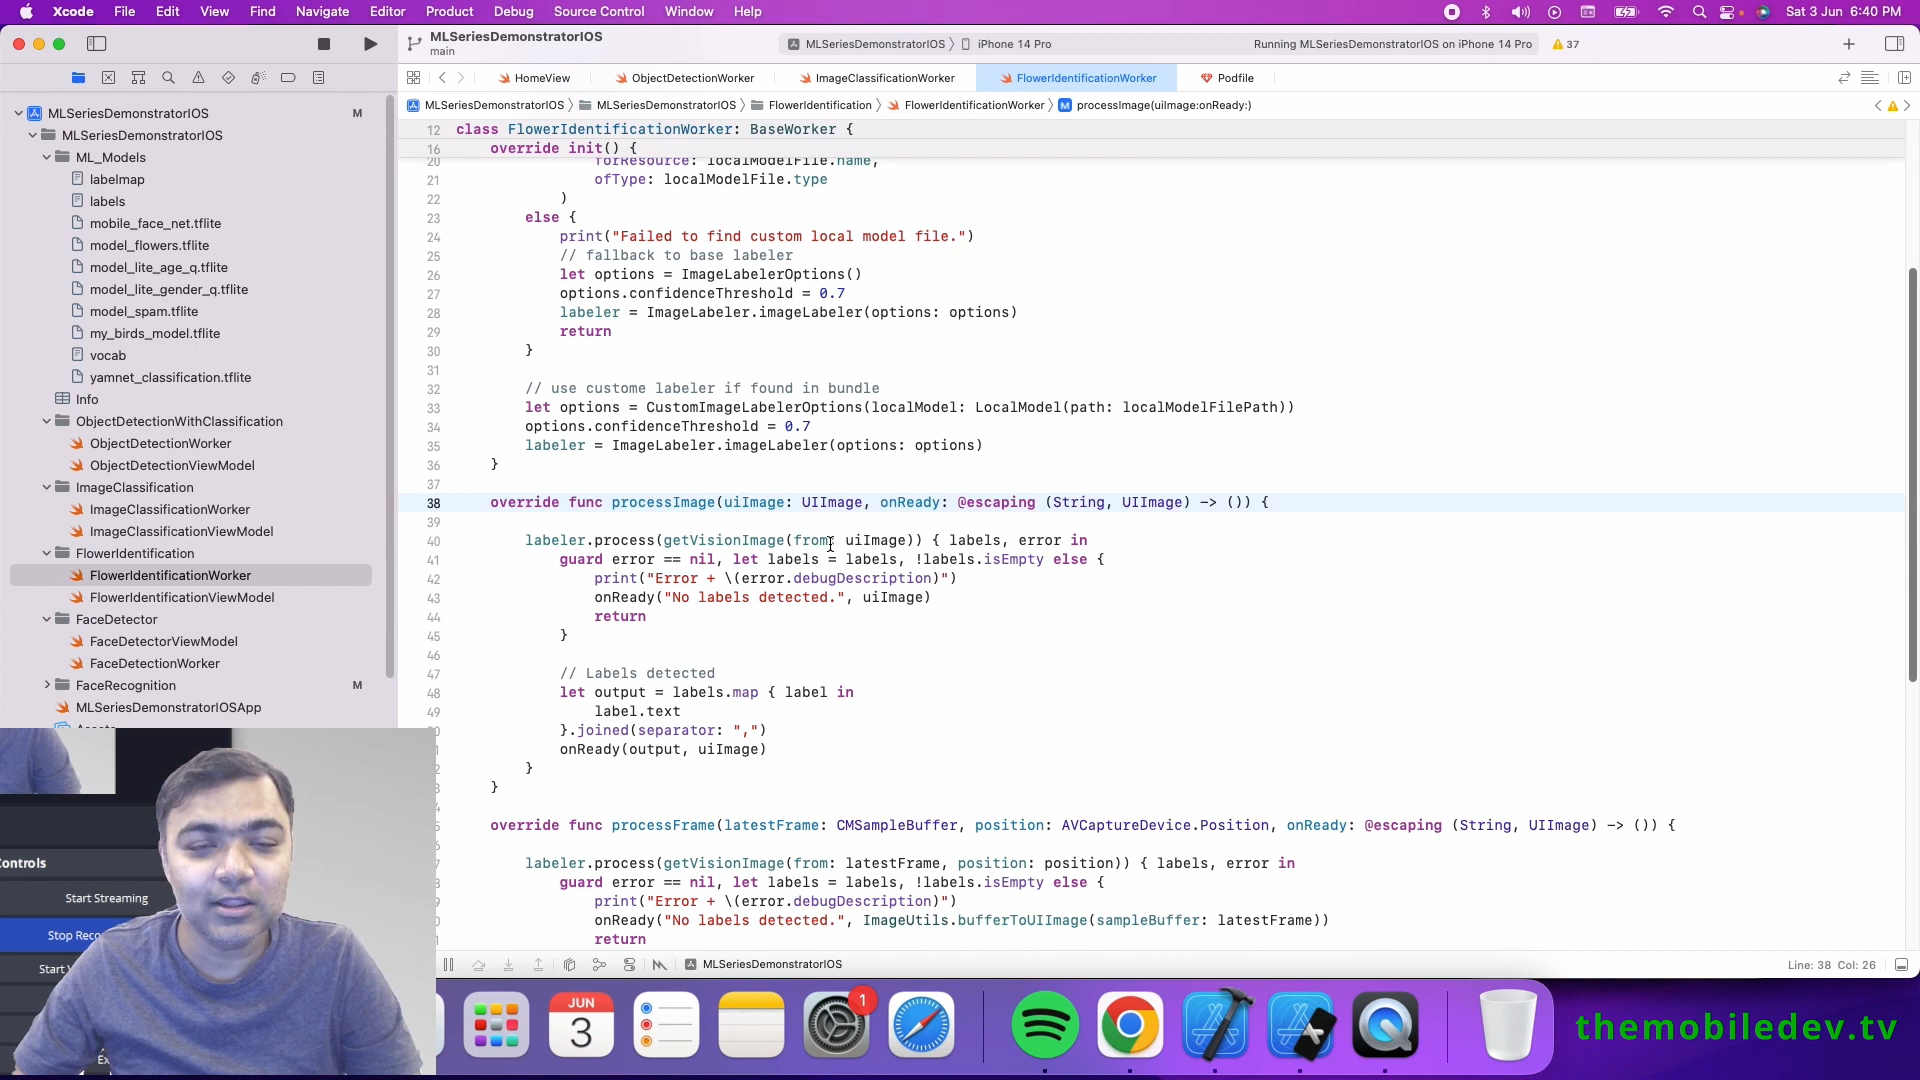 Xcode File Edit View Find Navigate Editor Product Debug Source Control Window Help Sat 3 Jun 6:40 PM
MLSeriesDemonstratorIOS
main
MLSeriesDemonstratorIOS iPhone 14 Pro Running MLSeriesDemonstratorIOS on iPhone 14 Pro 37
HomeView ObjectDetectionWorker ImageClassificationWorker FlowerIdentificationWorker Podfile
MLSeriesDemonstratorIOS MLSeriesDemonstratorIOS FlowerIdentification FlowerIdentificationWorker M processImage(uiImage:onReady:)
MLSeriesDemonstratorIOS M
MLSeriesDemonstratorIOS
ML_Models
labelmap
labels
mobile_face_net.tflite
model_flowers.tflite
model_lite_age_q.tflite
model_lite_gender_q.tflite
model_spam.tflite
my_birds_model.tflite
vocab
yamnet_classification.tflite
Info
ObjectDetectionWithClassification
ObjectDetectionWorker
ObjectDetectionViewModel
ImageClassification
ImageClassificationWorker
ImageClassificationViewModel
FlowerIdentification
FlowerIdentificationWorker
FlowerIdentificationViewModel
FaceDetector
FaceDetectorViewModel
FaceDetectionWorker
FaceRecognition M
MLSeriesDemonstratorIOSApp
Assets
12 class FlowerIdentificationWorker: BaseWorker {
16 override init() {
20 forResource: localModelFile.name,
21 ofType: localModelFile.type
22 )
23 else {
24 print("Failed to find custom local model file.")
25 // fallback to base labeler
26 let options = ImageLabelerOptions()
27 options.confidenceThreshold = 0.7
28 labeler = ImageLabeler.imageLabeler(options: options)
29 return
30 }
31
32 // use custome labeler if found in bundle
33 let options = CustomImageLabelerOptions(localModel: LocalModel(path: localModelFilePath))
34 options.confidenceThreshold = 0.7
35 labeler = ImageLabeler.imageLabeler(options: options)
36 }
37
38 override func processImage(uiImage: UIImage, onReady: @escaping (String, UIImage) -> ()) {
39
40 labeler.process(getVisionImage(from: uiImage)) { labels, error in
41 guard error == nil, let labels = labels, !labels.isEmpty else {
42 print("Error + \(error.debugDescription)")
43 onReady("No labels detected.", uiImage)
44 return
45 }
46
47 // Labels detected
48 let output = labels.map { label in
49 label.text
}.joined(separator: ",")
onReady(output, uiImage)
}
}
override func processFrame(latestFrame: CMSampleBuffer, position: AVCaptureDevice.Position, onReady: @escaping (String, UIImage) -> ()) {
labeler.process(getVisionImage(from: latestFrame, position: position)) { labels, error in
guard error == nil, let labels = labels, !labels.isEmpty else {
print("Error + \(error.debugDescription)")
onReady("No labels detected.", ImageUtils.bufferToUIImage(sampleBuffer: latestFrame))
return
MLSeriesDemonstratorIOS Line: 38 Col: 26
Controls
Start Streaming
Stop
Start
JUN
3
1
themobiledev.tv